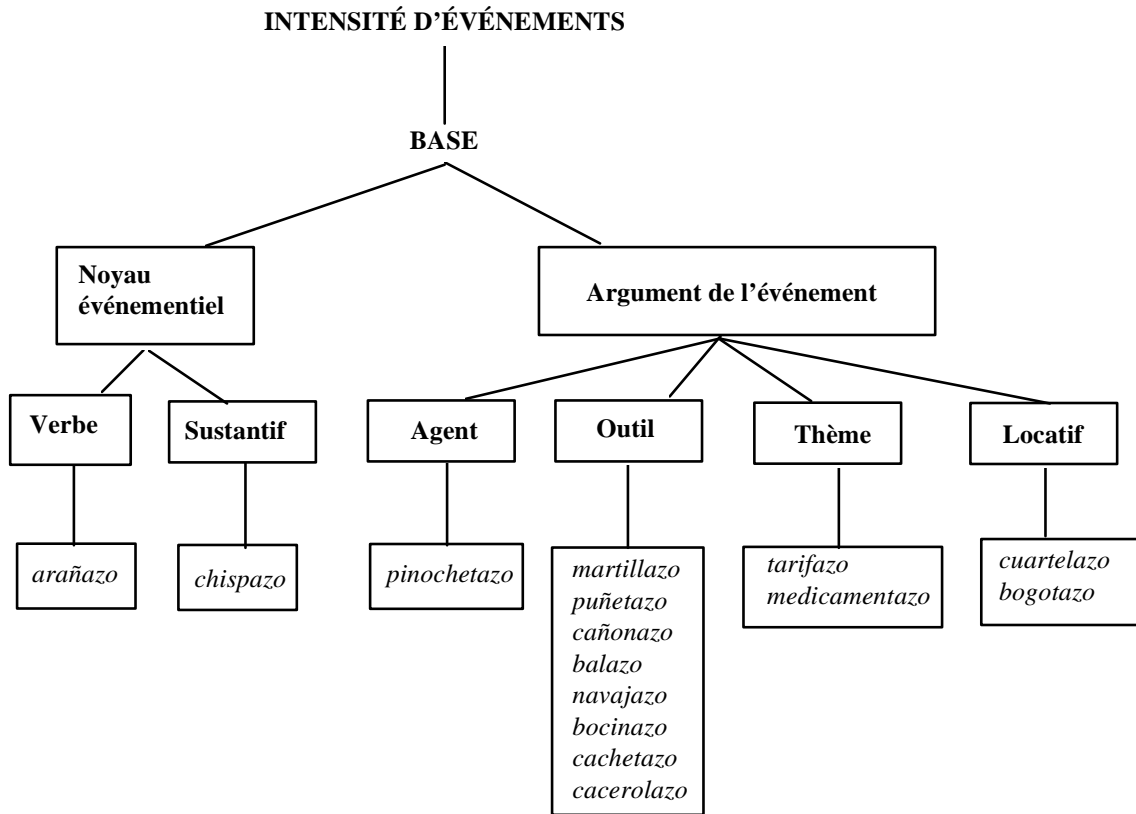 INTENSITÉ D’ÉVÉNEMENTS
BASE
Noyau
événementiel
Argument de l’événement
Verbe
Sustantif
Agent
Outil
Thème
Locatif
arañazo
chispazo
pinochetazo
martillazo
puñetazo
cañonazo
balazo
navajazo
bocinazo
cachetazo
cacerolazo
tarifazo
medicamentazo
cuartelazo
bogotazo